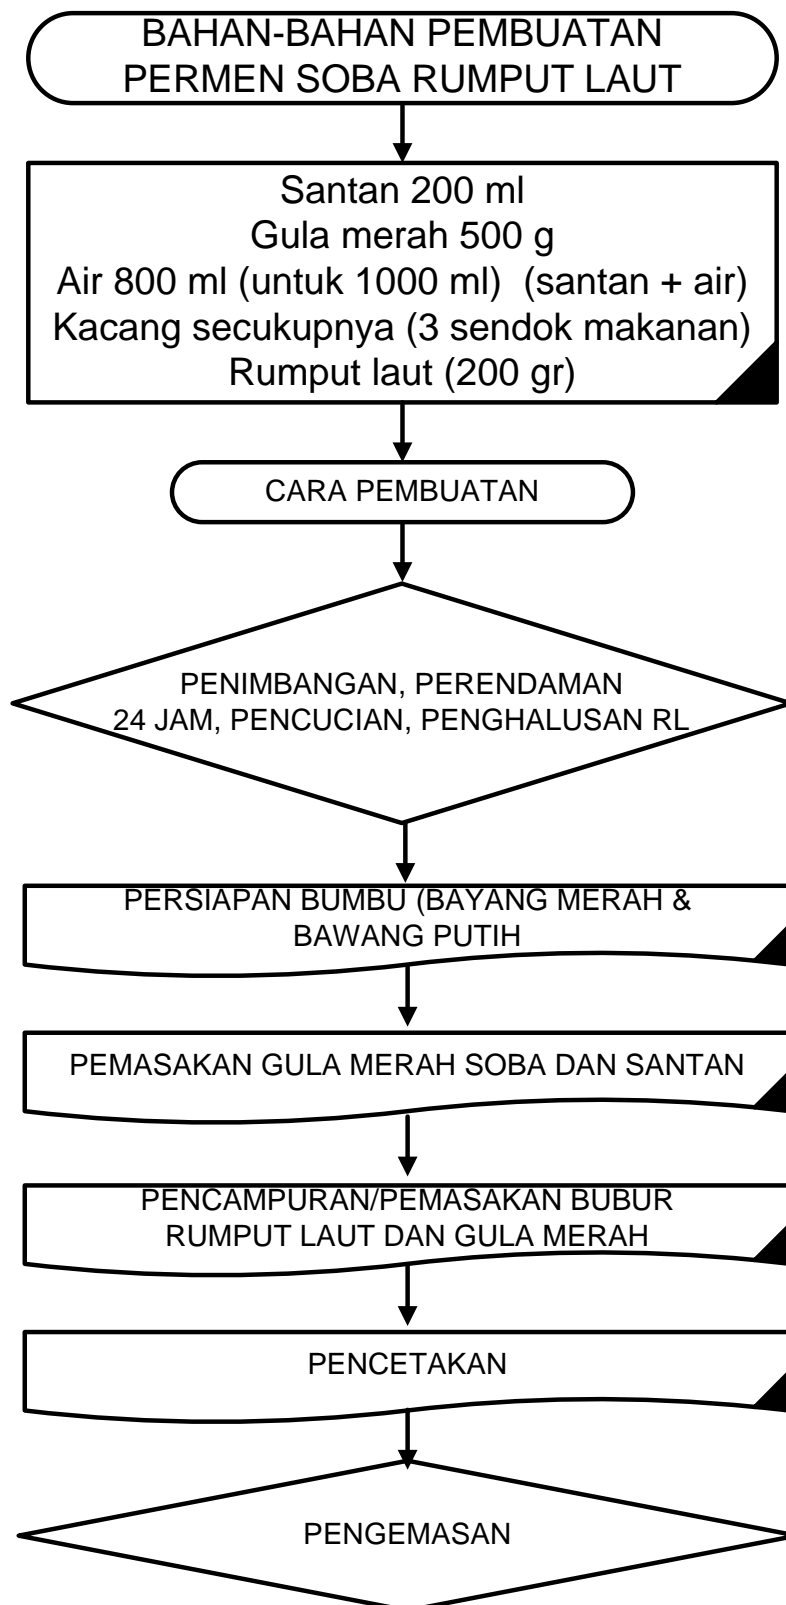 BAHAN-BAHAN PEMBUATAN
PERMEN SOBA RUMPUT LAUT
Santan 200 ml
Gula merah 500 g
Air 800 ml (untuk 1000 ml) (santan + air)
Kacang secukupnya (3 sendok makanan)
Rumput laut (200 gr)
CARA PEMBUATAN
PENIMBANGAN, PERENDAMAN
24 JAM, PENCUCIAN, PENGHALUSAN RL
PERSIAPAN BUMBU (BAYANG MERAH &
BAWANG PUTIH
PEMASAKAN GULA MERAH SOBA DAN SANTAN
PENCAMPURAN/PEMASAKAN BUBUR
RUMPUT LAUT DAN GULA MERAH
PENCETAKAN
PENGEMASAN